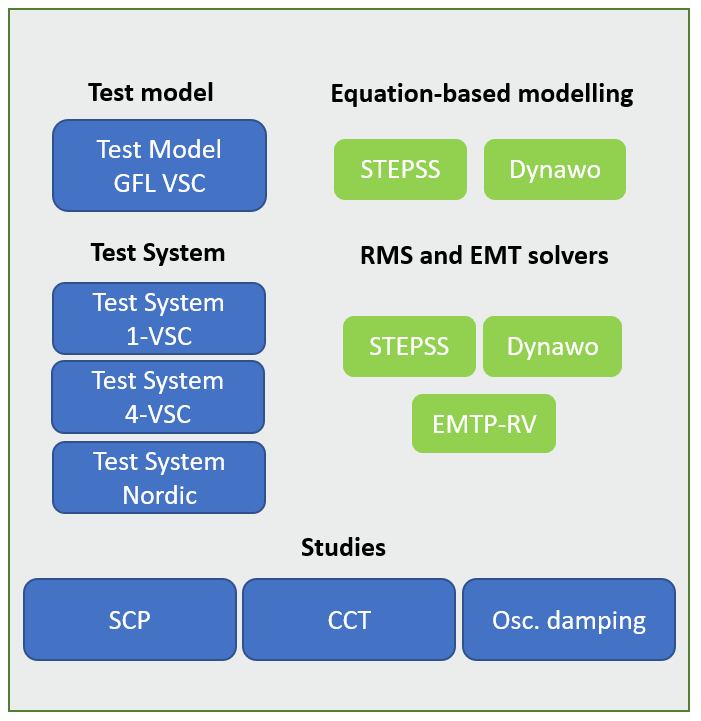 Test model
Test Model
GFL VSC
Equation-based modelling
STEPSS
Dynawo
Test System
Test System
1-VSC
Test System
4-VSC
Test System
Nordic
RMS and EMT solvers
STEPSS
Dynawo
EMTP-RV
Studies
SCP
CCT
Osc. damping